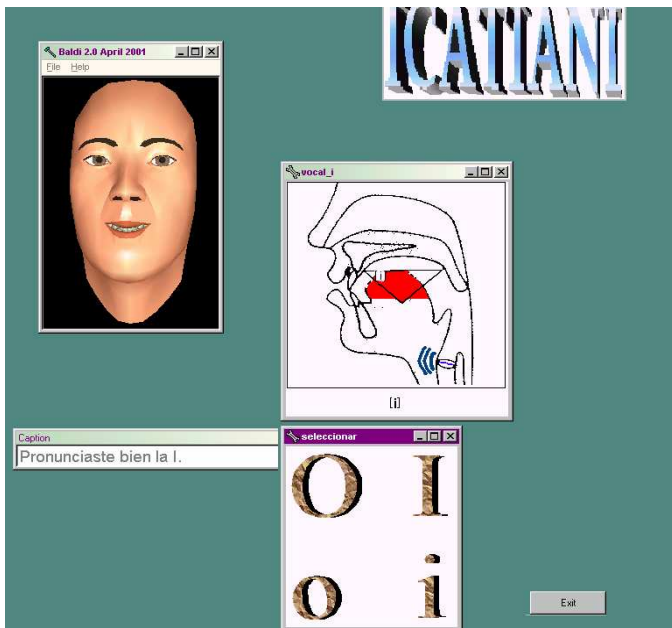 ICATIANI
Baldi 2.0 April 2001
File Help
vocal_i
i
[i]
Caption
Pronunciaste bien la I.
seleccionar
O I
o i
Exit